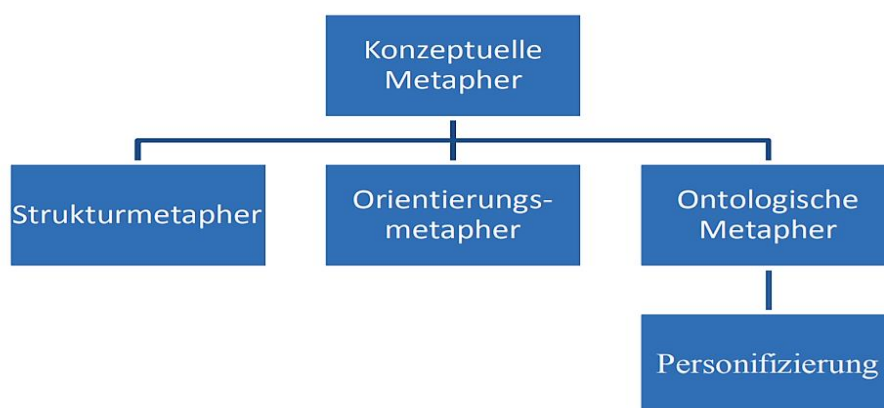 Konzeptuelle
Metapher
Strukturmetapher
Orientierungs-
metapher
Ontologische
Metapher
Personifizierung